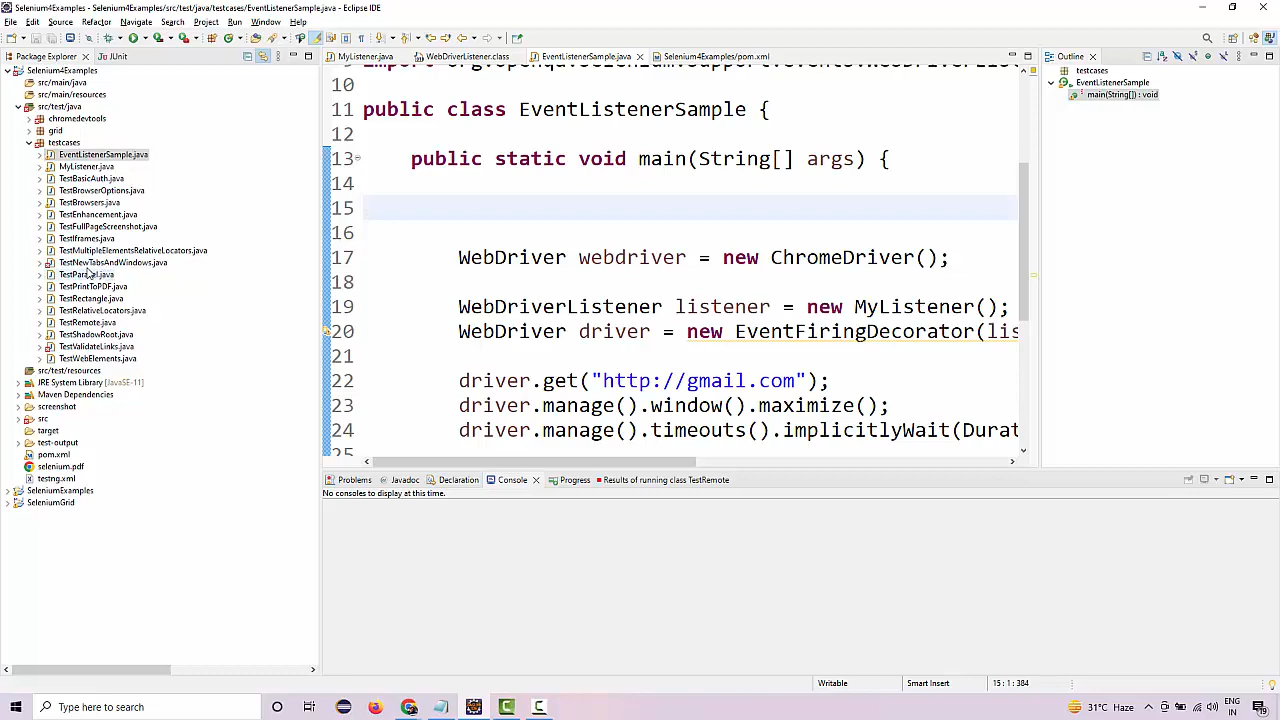 Selenium4Examples/src/test/java/testcases/EventListenerSample.java - Eclipse IDE
File Edit Source Refactor Navigate Search Project Run Window Help
Package Explorer JUnit
Selenium4Examples
src/main/java
src/main/resources
src/test/java
chromedevtools
grid
testcases
EventListenerSample.java
MyListener.java
TestBasicAuth.java
TestBrowserOptions.java
TestBrowsers.java
TestEnhancement.java
TestFullPageScreenshot.java
TestIframes.java
TestMultipleElementsRelativeLocators.java
TestNewTabsAndWindows.java
TestParallel.java
TestPrintToPDF.java
TestRectangle.java
TestRelativeLocators.java
TestRemote.java
TestShadowRoot.java
TestValidateLinks.java
TestWebElements.java
src/test/resources
JRE System Library [JavaSE-11]
Maven Dependencies
screenshot
src
target
test-output
pom.xml
selenium.pdf
testng.xml
SeleniumExamples
SeleniumGrid
MyListener.java WebDriverListener.class EventListenerSample.java Selenium4Examples/pom.xml
10
11 public class EventListenerSample {
12
13 public static void main(String[] args) {
14
15
16
17 WebDriver webdriver = new ChromeDriver();
18
19 WebDriverListener listener = new MyListener();
20 WebDriver driver = new EventFiringDecorator(lis
21
22 driver.get("http://gmail.com");
23 driver.manage().window().maximize();
24 driver.manage().timeouts().implicitlyWait(Durat
25
Outline
testcases
EventListenerSample
main(String[]) : void
Problems Javadoc Declaration Console Progress Results of running class TestRemote
No consoles to display at this time.
Writable Smart Insert 15 : 1 : 384
Type here to search
31°C Haze
ENG
IN
19